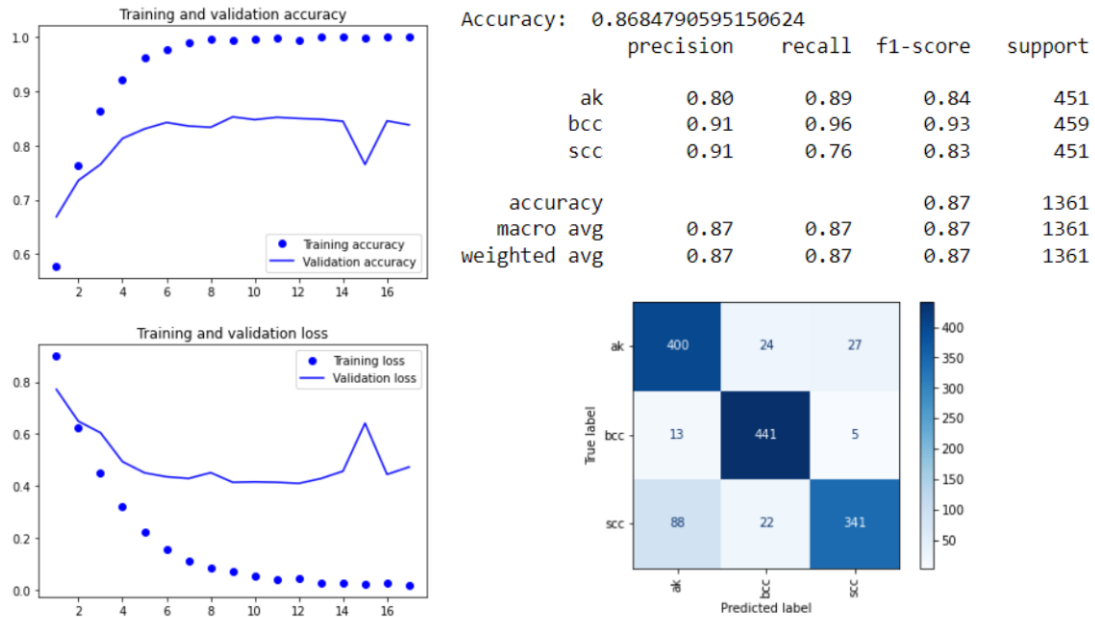 Training and validation accuracy
1.0
0.9
0.8
0.7
0.6
Training accuracy
Validation accuracy
2 4 6 8 10 12 14 16
Training and validation loss
Training loss
Validation loss
0.8
0.6
0.4
0.2
0.0
2 4 6 8 10 12 14 16
Accuracy: 0.8684790595150624
precision recall f1-score support
ak 0.80 0.89 0.84 451
bcc 0.91 0.96 0.93 459
scc 0.91 0.76 0.83 451
accuracy 0.87 1361
macro avg 0.87 0.87 0.87 1361
weighted avg 0.87 0.87 0.87 1361
True label
ak 400 24 27
bcc 13 441 5
scc 88 22 341
ak bcc scc
Predicted label
400
350
300
250
200
150
100
50